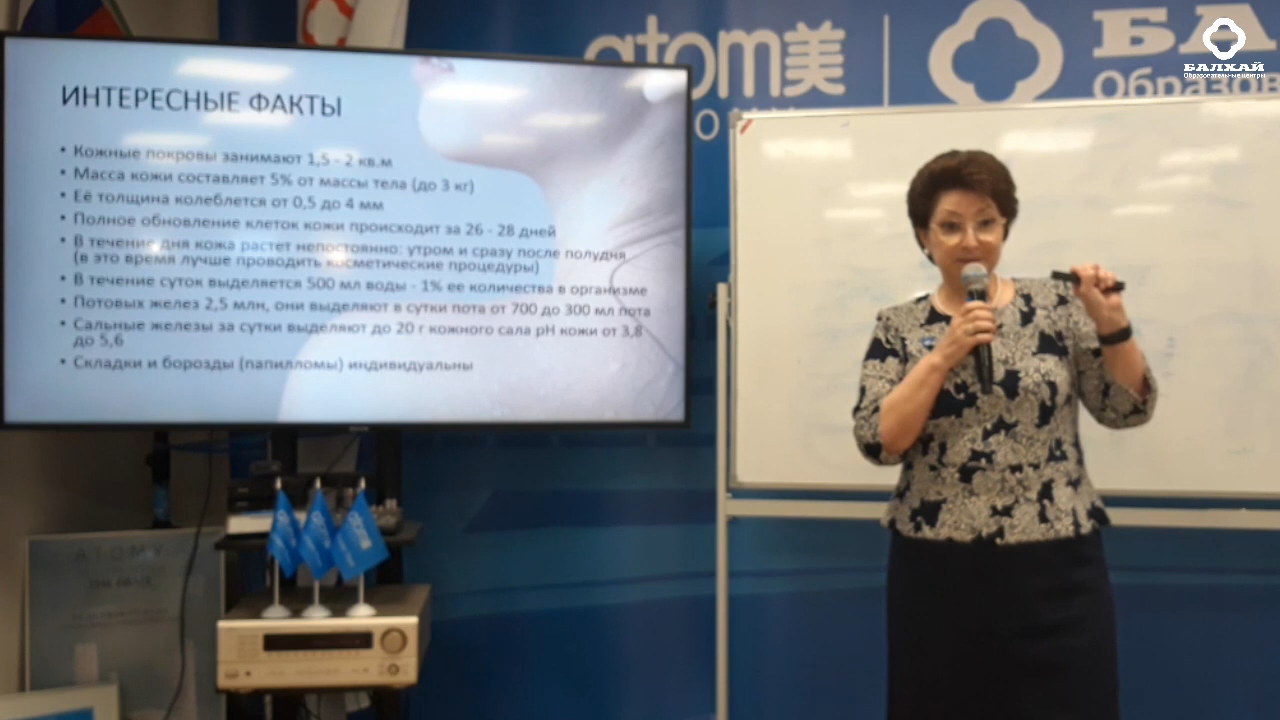 atom美
БА
Образов
БАЛХАЙ
Образовательные центры
ИНТЕРЕСНЫЕ ФАКТЫ
• Кожные покровы занимают 1,5 - 2 кв.м
• Масса кожи составляет 5% от массы тела (до 3 кг)
• Её толщина колеблется от 0,5 до 4 мм
• Полное обновление клеток кожи происходит за 26 - 28 дней
• В течение дня кожа растет непостоянно: утром и сразу после полудня
(в это время лучше проводить косметические процедуры)
• В течение суток выделяется 500 мл воды - 1% ее количества в организме
• Потовых желез 2,5 млн, они выделяют в сутки пота от 700 до 300 мл пота
• Сальные железы за сутки выделяют до 20 г кожного сала pH кожи от 3,8
до 5,6
• Складки и борозды (папилломы) индивидуальны
ATOMY